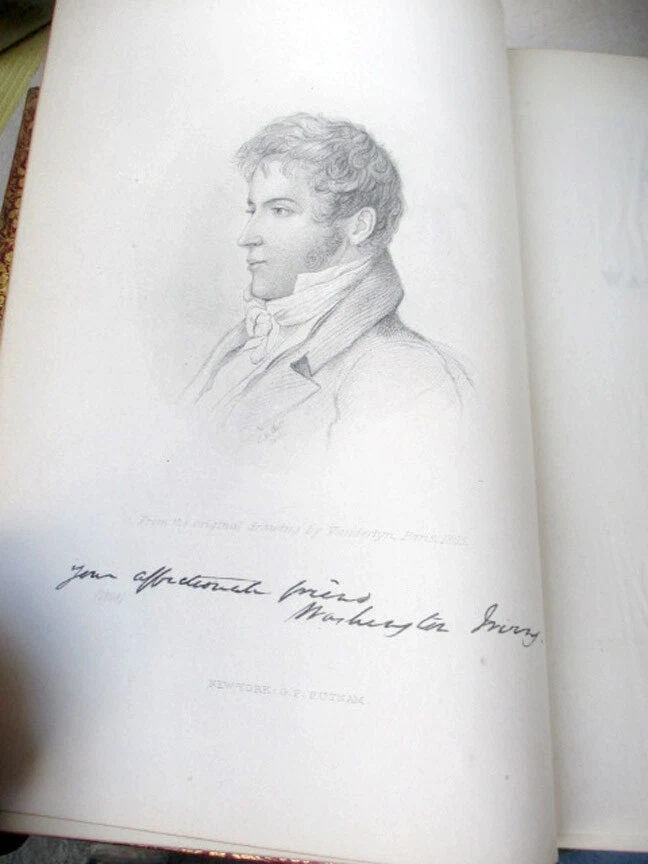 From the original drawing by Vanderlyn, Paris, 1805.
Your affectionate friend
Washington Irving.
NEW-YORK: G. P. PUTNAM.